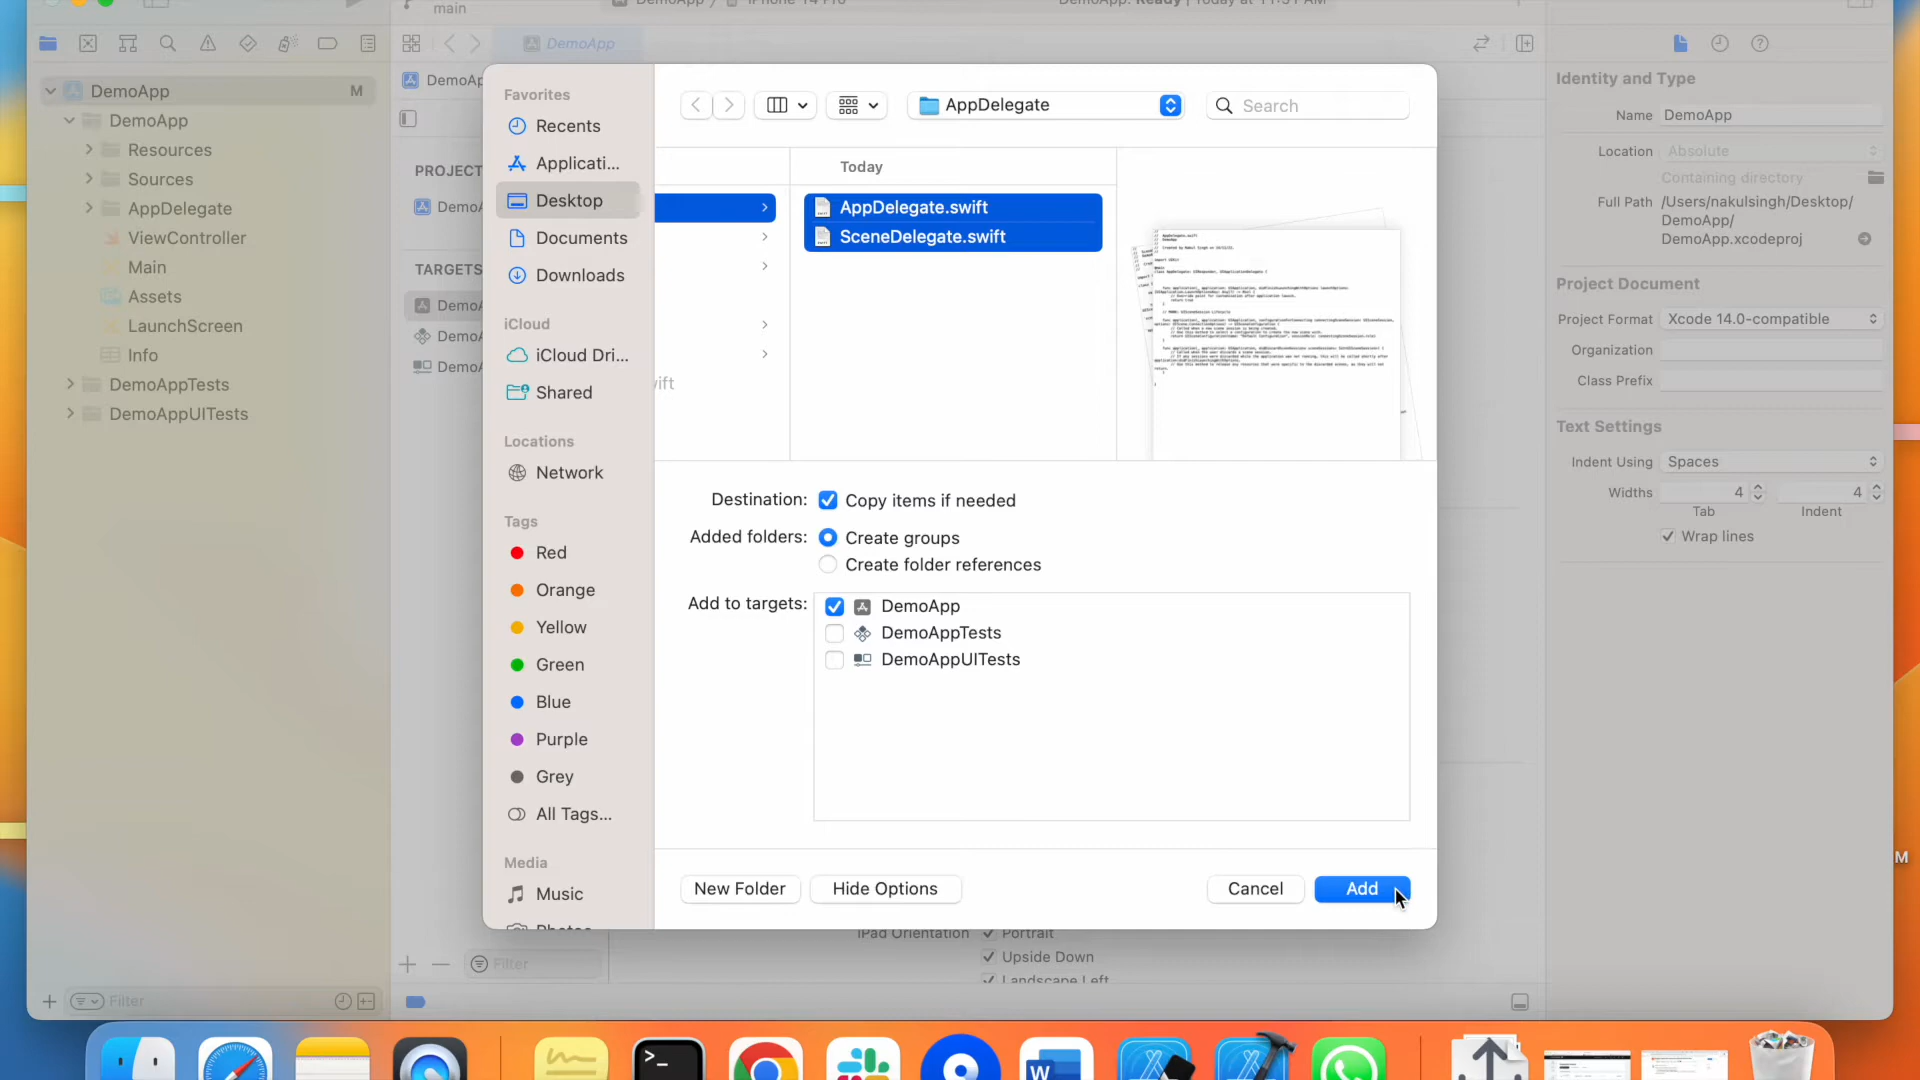 main
DemoApp
DemoApp
M
DemoApp
Resources
Sources
AppDelegate
ViewController
Main
Assets
LaunchScreen
Info
DemoAppTests
DemoAppUITests
Filter
PROJECT
TARGETS
Filter
Favorites
Recents
Applicati...
Desktop
Documents
Downloads
iCloud
iCloud Dri...
Shared
Locations
Network
Tags
Red
Orange
Yellow
Green
Blue
Purple
Grey
All Tags...
Media
Music
AppDelegate
Search
Today
AppDelegate.swift
SceneDelegate.swift
Destination: Copy items if needed
Added folders: Create groups
Create folder references
Add to targets: DemoApp
DemoAppTests
DemoAppUITests
New Folder
Hide Options
Cancel
Add
iPad Orientation Portrait
Upside Down
Landscape Left
Identity and Type
Name DemoApp
Location Absolute
Containing directory
Full Path /Users/nakulsingh/Desktop/
DemoApp/
DemoApp.xcodeproj
Project Document
Project Format Xcode 14.0-compatible
Organization
Class Prefix
Text Settings
Indent Using Spaces
Widths 4 4
Tab Indent
Wrap lines
M
W